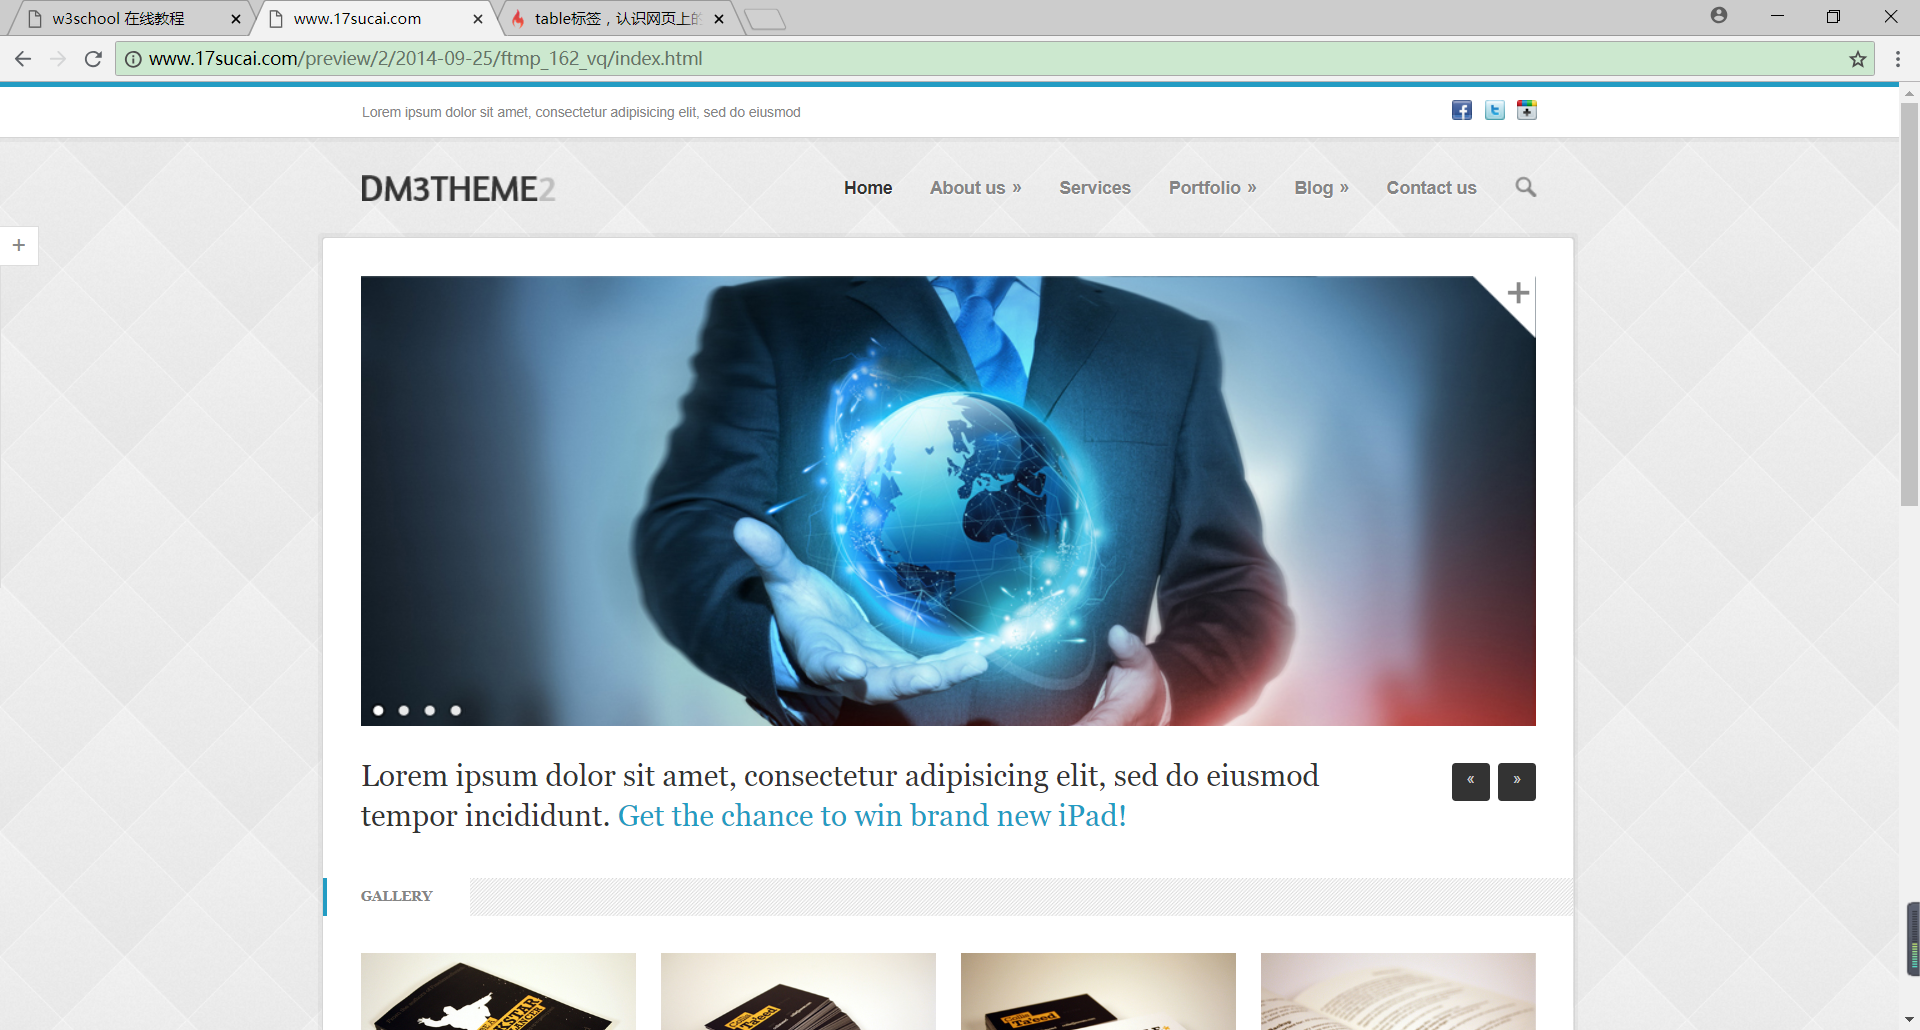 w3school 在线教程
www.17sucai.com
table标签，认识网页上的
www.17sucai.com/preview/2/2014-09-25/ftmp_162_vq/index.html
Lorem ipsum dolor sit amet, consectetur adipisicing elit, sed do eiusmod
DM3THEME2
Home
About us »
Services
Portfolio »
Blog »
Contact us
Lorem ipsum dolor sit amet, consectetur adipisicing elit, sed do eiusmod
tempor incididunt. Get the chance to win brand new iPad!
«
»
GALLERY